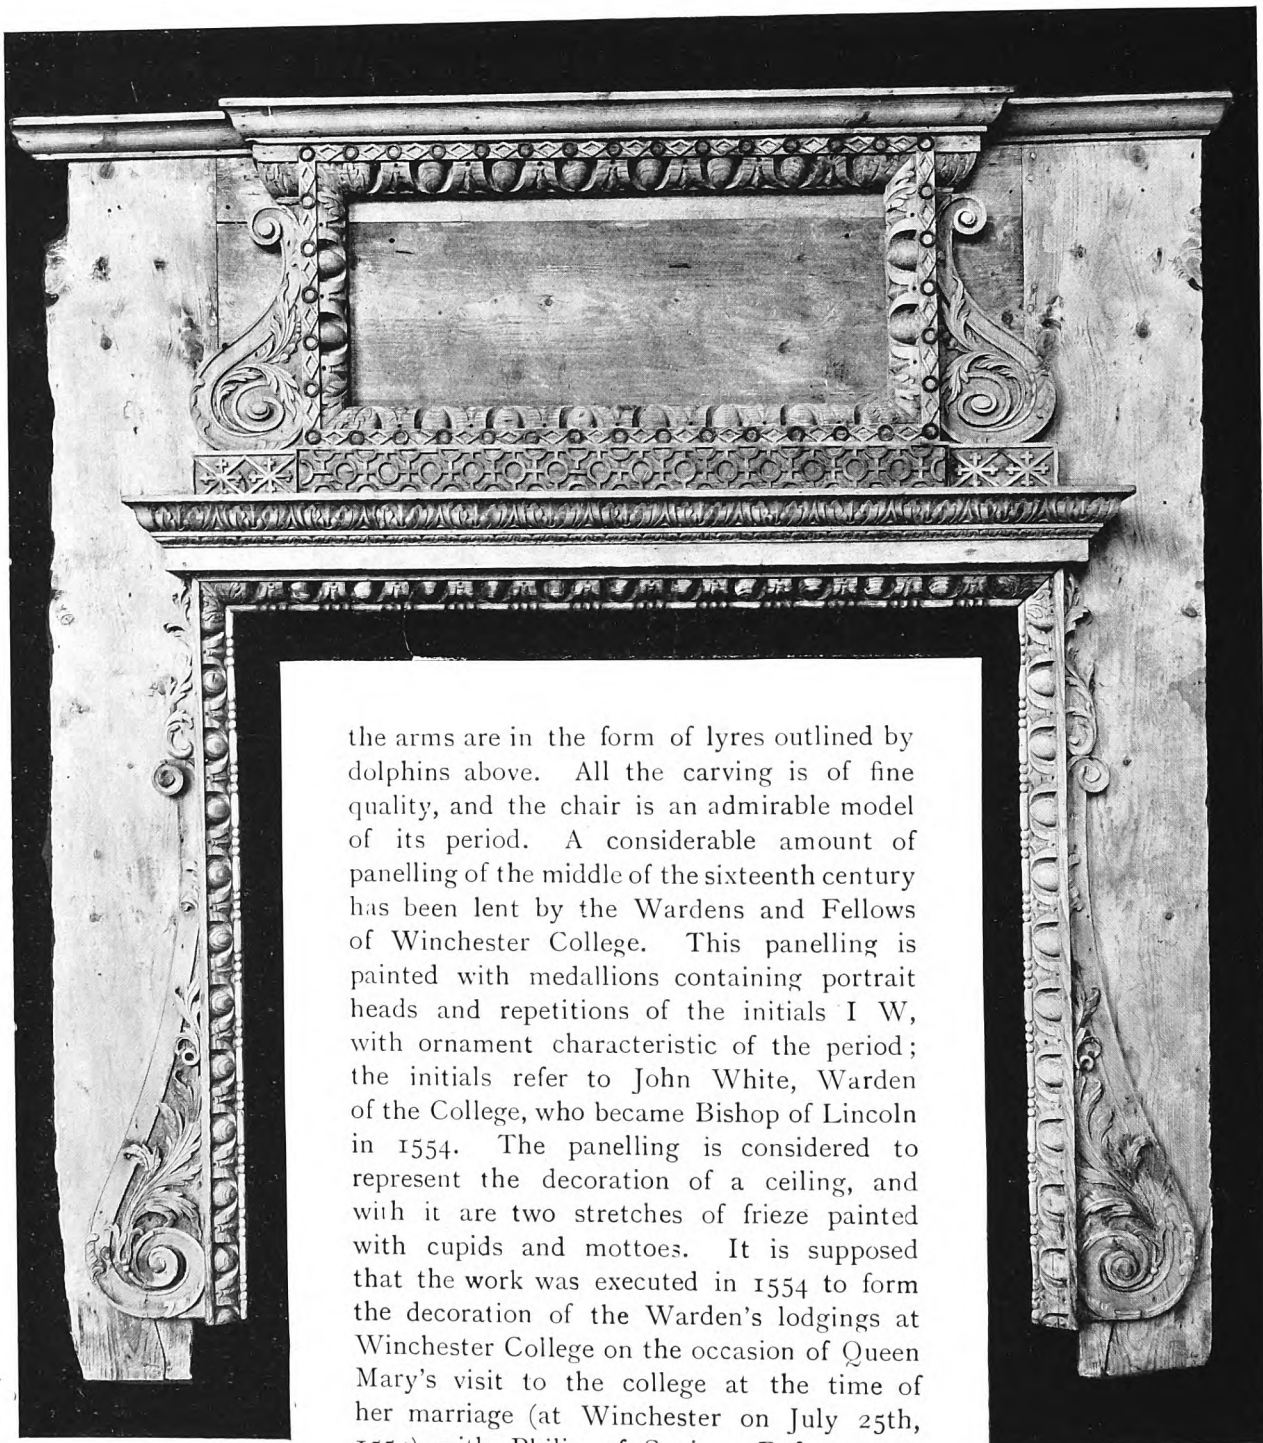 the arms are in the form of lyres outlined by
dolphins above. All the carving is of fine
quality, and the chair is an admirable model
of its period. A considerable amount of
panelling of the middle of the sixteenth century
has been lent by the Wardens and Fellows
of Winchester College. This panelling is
painted with medallions containing portrait
heads and repetitions of the initials I W,
with ornament characteristic of the period;
the initials refer to John White, Warden
of the College, who became Bishop of Lincoln
in 1554. The panelling is considered to
represent the decoration of a ceiling, and
with it are two stretches of frieze painted
with cupids and mottoes. It is supposed
that the work was executed in 1554 to form
the decoration of the Warden's lodgings at
Winchester College on the occasion of Queen
Mary's visit to the college at the time of
her marriage (at Winchester on July 25th,
with Philip of